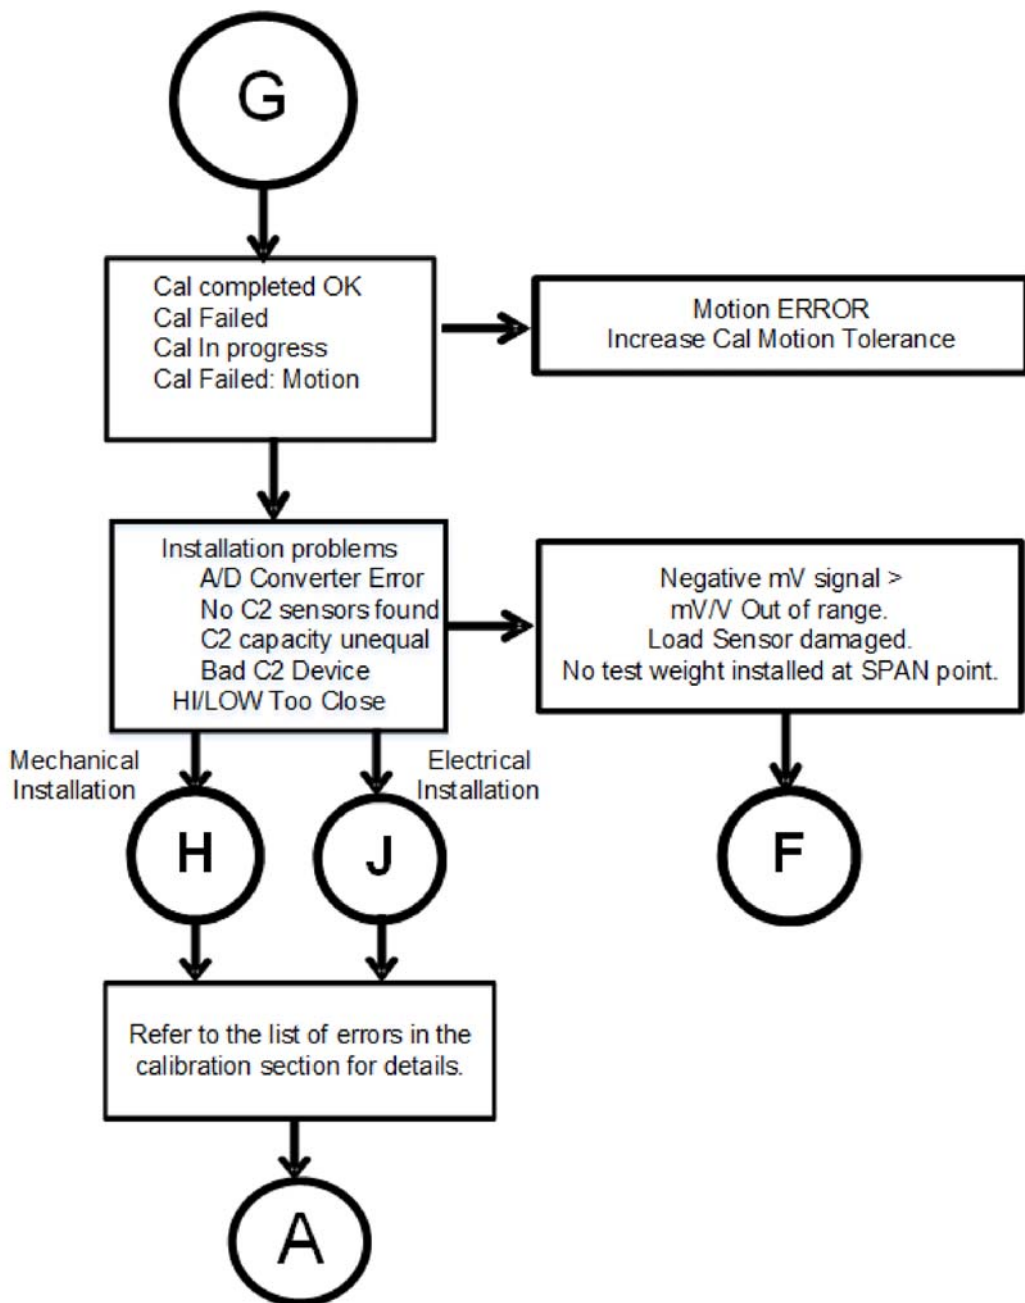 G
Cal completed OK
Cal Failed
Cal In progress
Cal Failed: Motion
Motion ERROR
Increase Cal Motion Tolerance
Installation problems
A/D Converter Error
No C2 sensors found
C2 capacity unequal
Bad C2 Device
HI/LOW Too Close
Negative mV signal >
mV/V Out of range.
Load Sensor damaged.
No test weight installed at SPAN point.
Mechanical
Installation
Electrical
Installation
H
J
F
Refer to the list of errors in the
calibration section for details.
A